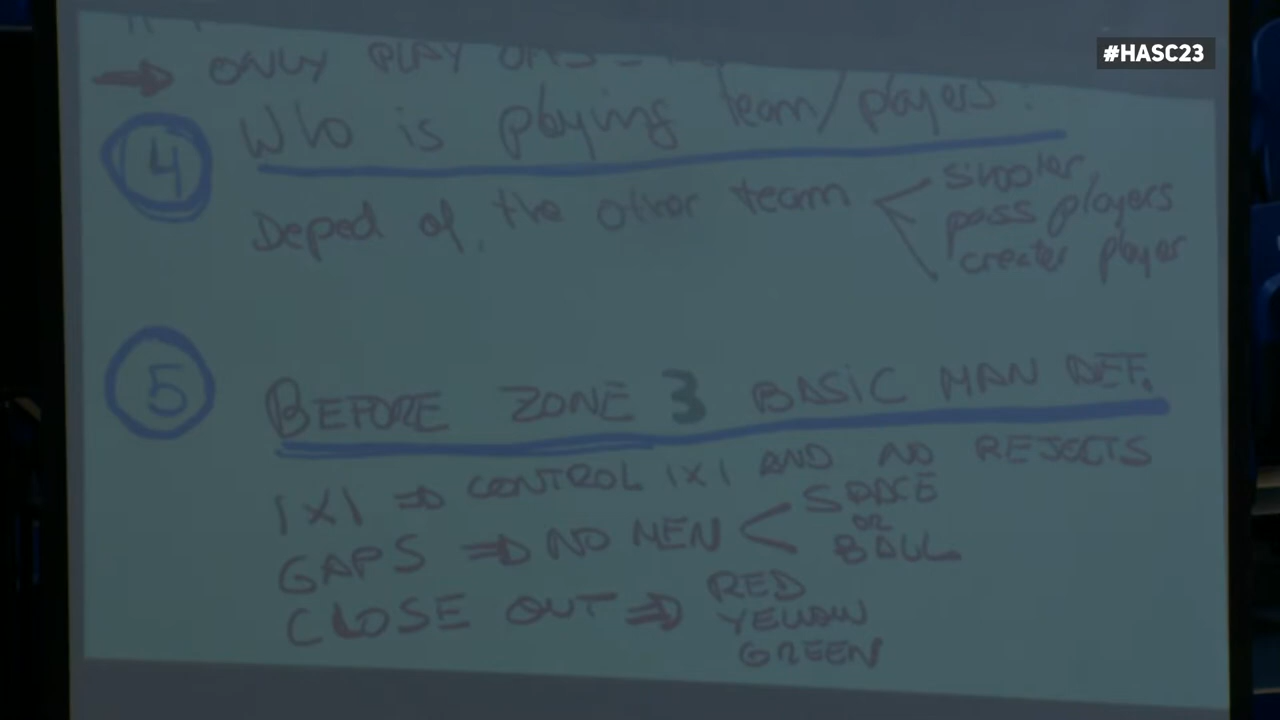 #HASC23
→ ONLY PLAY
4 Who is playing team/players?
Deped of the other team < shooter
pass players
creater player
5 BEFORE ZONE 3 BASIC MAN DEF.
1X1 ⇒ CONTROL 1X1 AND NO REJECTS
GAPS ⇒ NO MEN < SPACE
OR
BALL
CLOSE OUT ⇒ RED
YELLOW
GREEN